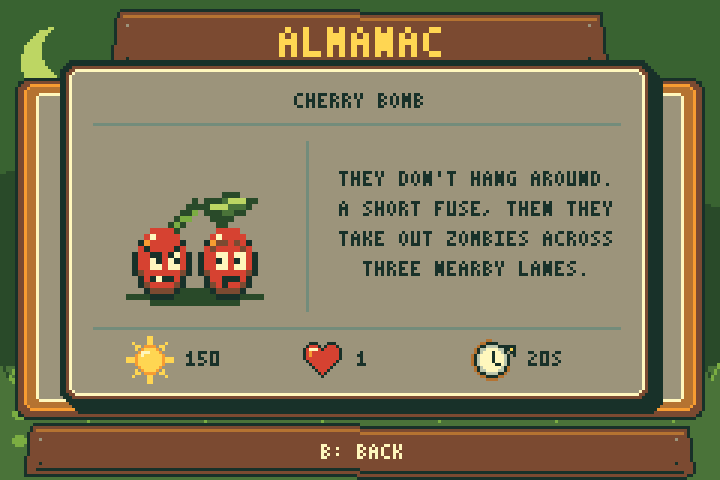 ALMANAC
CHERRY BOMB
THEY DON'T HANG AROUND.
A SHORT FUSE, THEN THEY
TAKE OUT ZOMBIES ACROSS
THREE NEARBY LANES.
150
1
20S
B: BACK